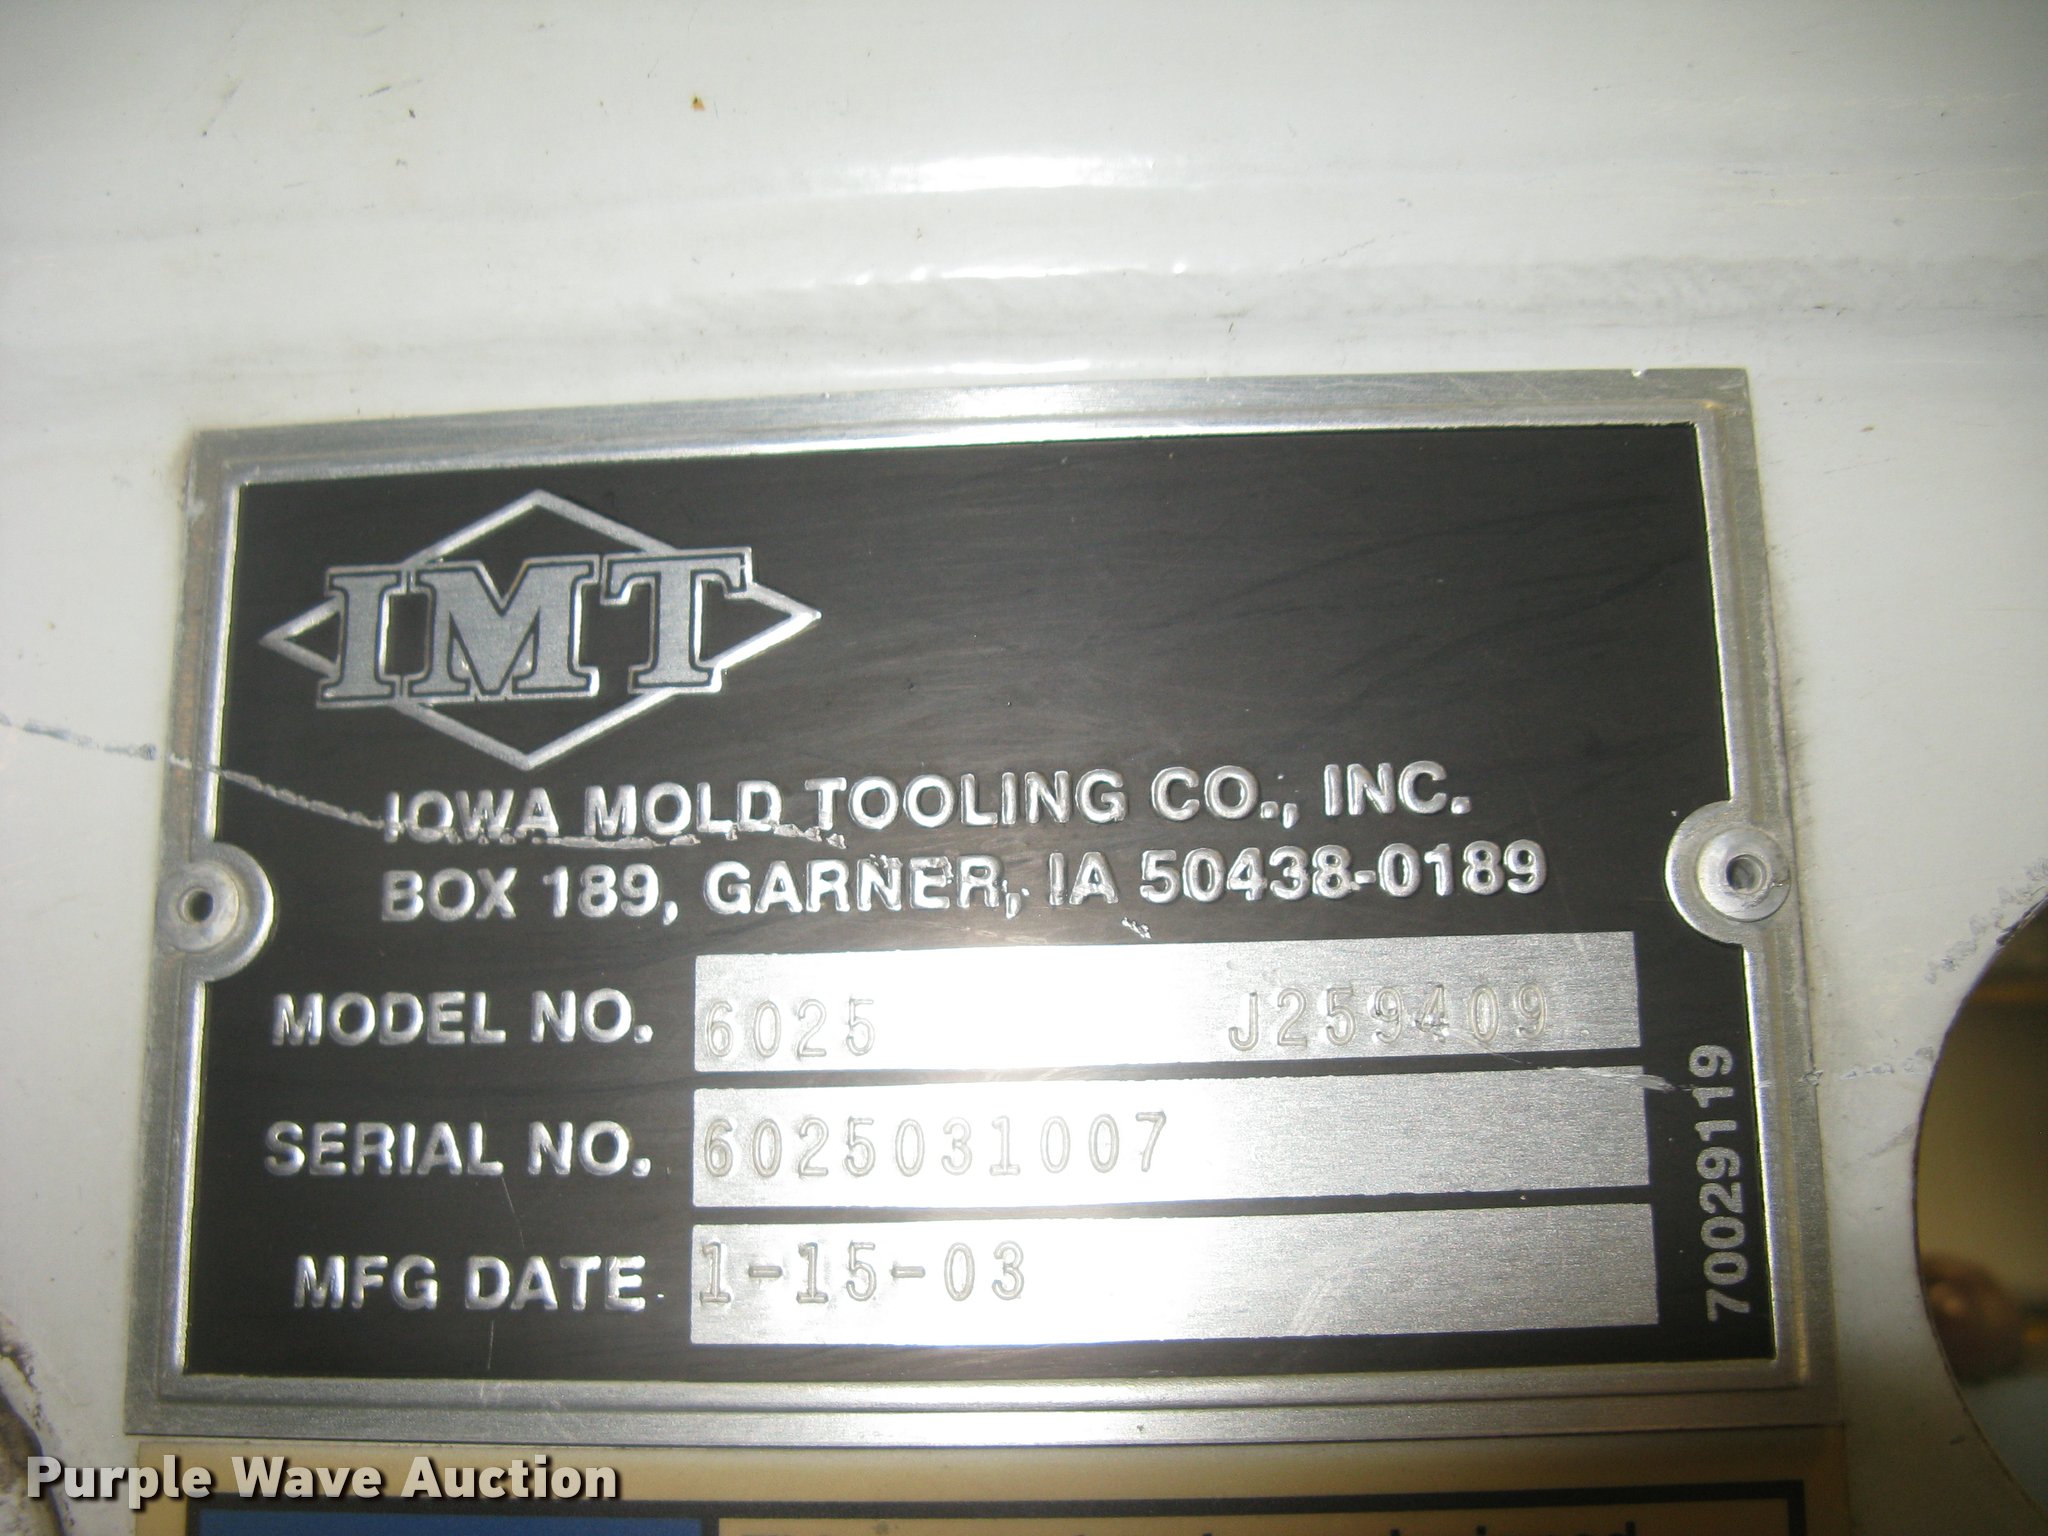 IMT
IOWA MOLD TOOLING CO., INC.
BOX 189, GARNER, IA 50438-0189
MODEL NO. 6025 J259409
SERIAL NO. 6025031007
MFG DATE 1-15-03
70029119
Purple Wave Auction